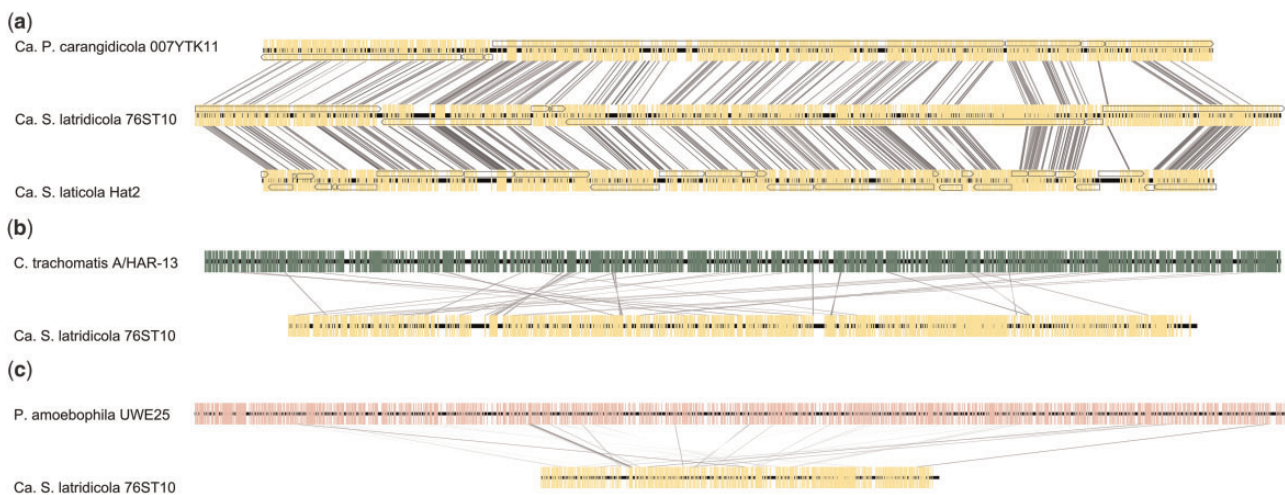 (a)
Ca. P. carangidicola 007YTK11
Ca. S. latridicola 76ST10
Ca. S. laticola Hat2
(b)
C. trachomatis A/HAR-13
Ca. S. latridicola 76ST10
(c)
P. amoebophila UWE25
Ca. S. latridicola 76ST10